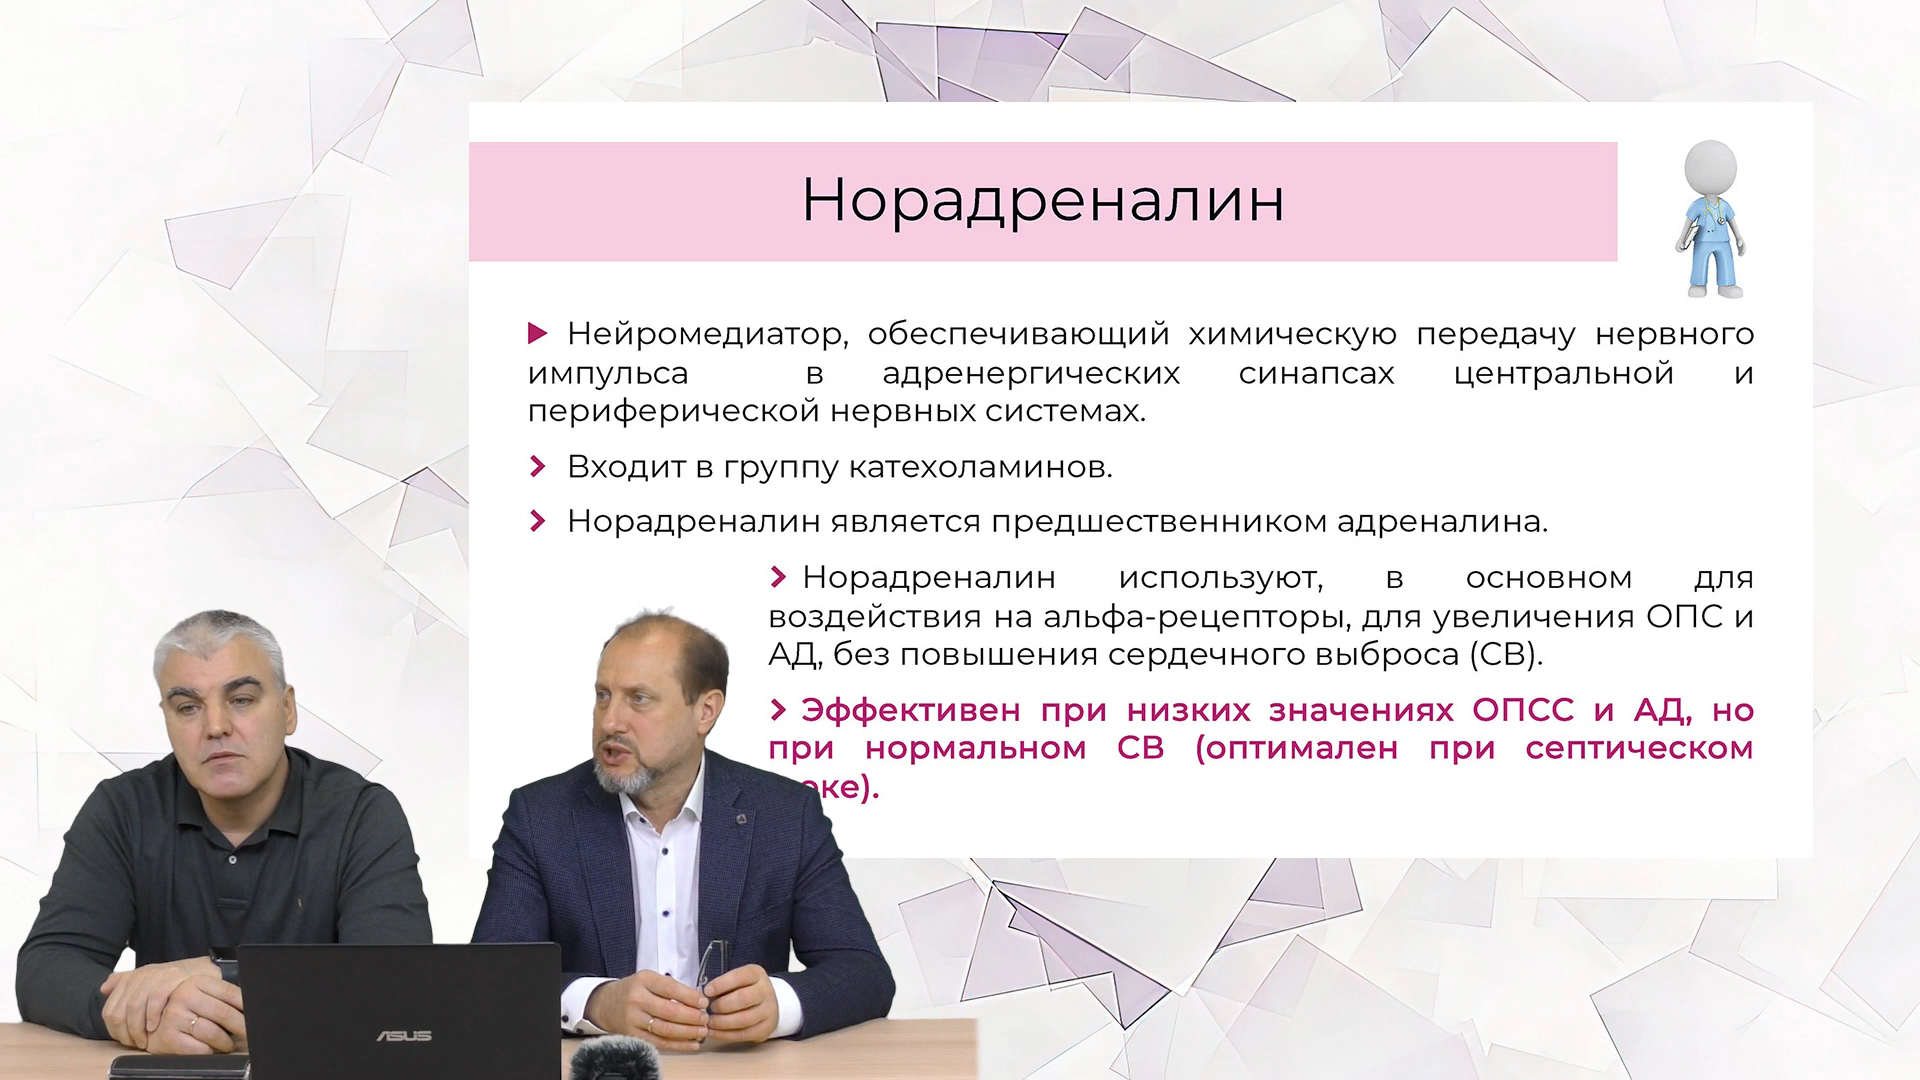 Норадреналин
Нейромедиатор, обеспечивающий химическую передачу нервного
импульса в адренергических синапсах центральной и
периферической нервных системах.
Входит в группу катехоламинов.
Норадреналин является предшественником адреналина.
Норадреналин используют, в основном для
воздействия на альфа-рецепторы, для увеличения ОПС и
АД, без повышения сердечного выброса (СВ).
Эффективен при низких значениях ОПСС и АД, но
при нормальном СВ (оптимален при септическом
ASUS